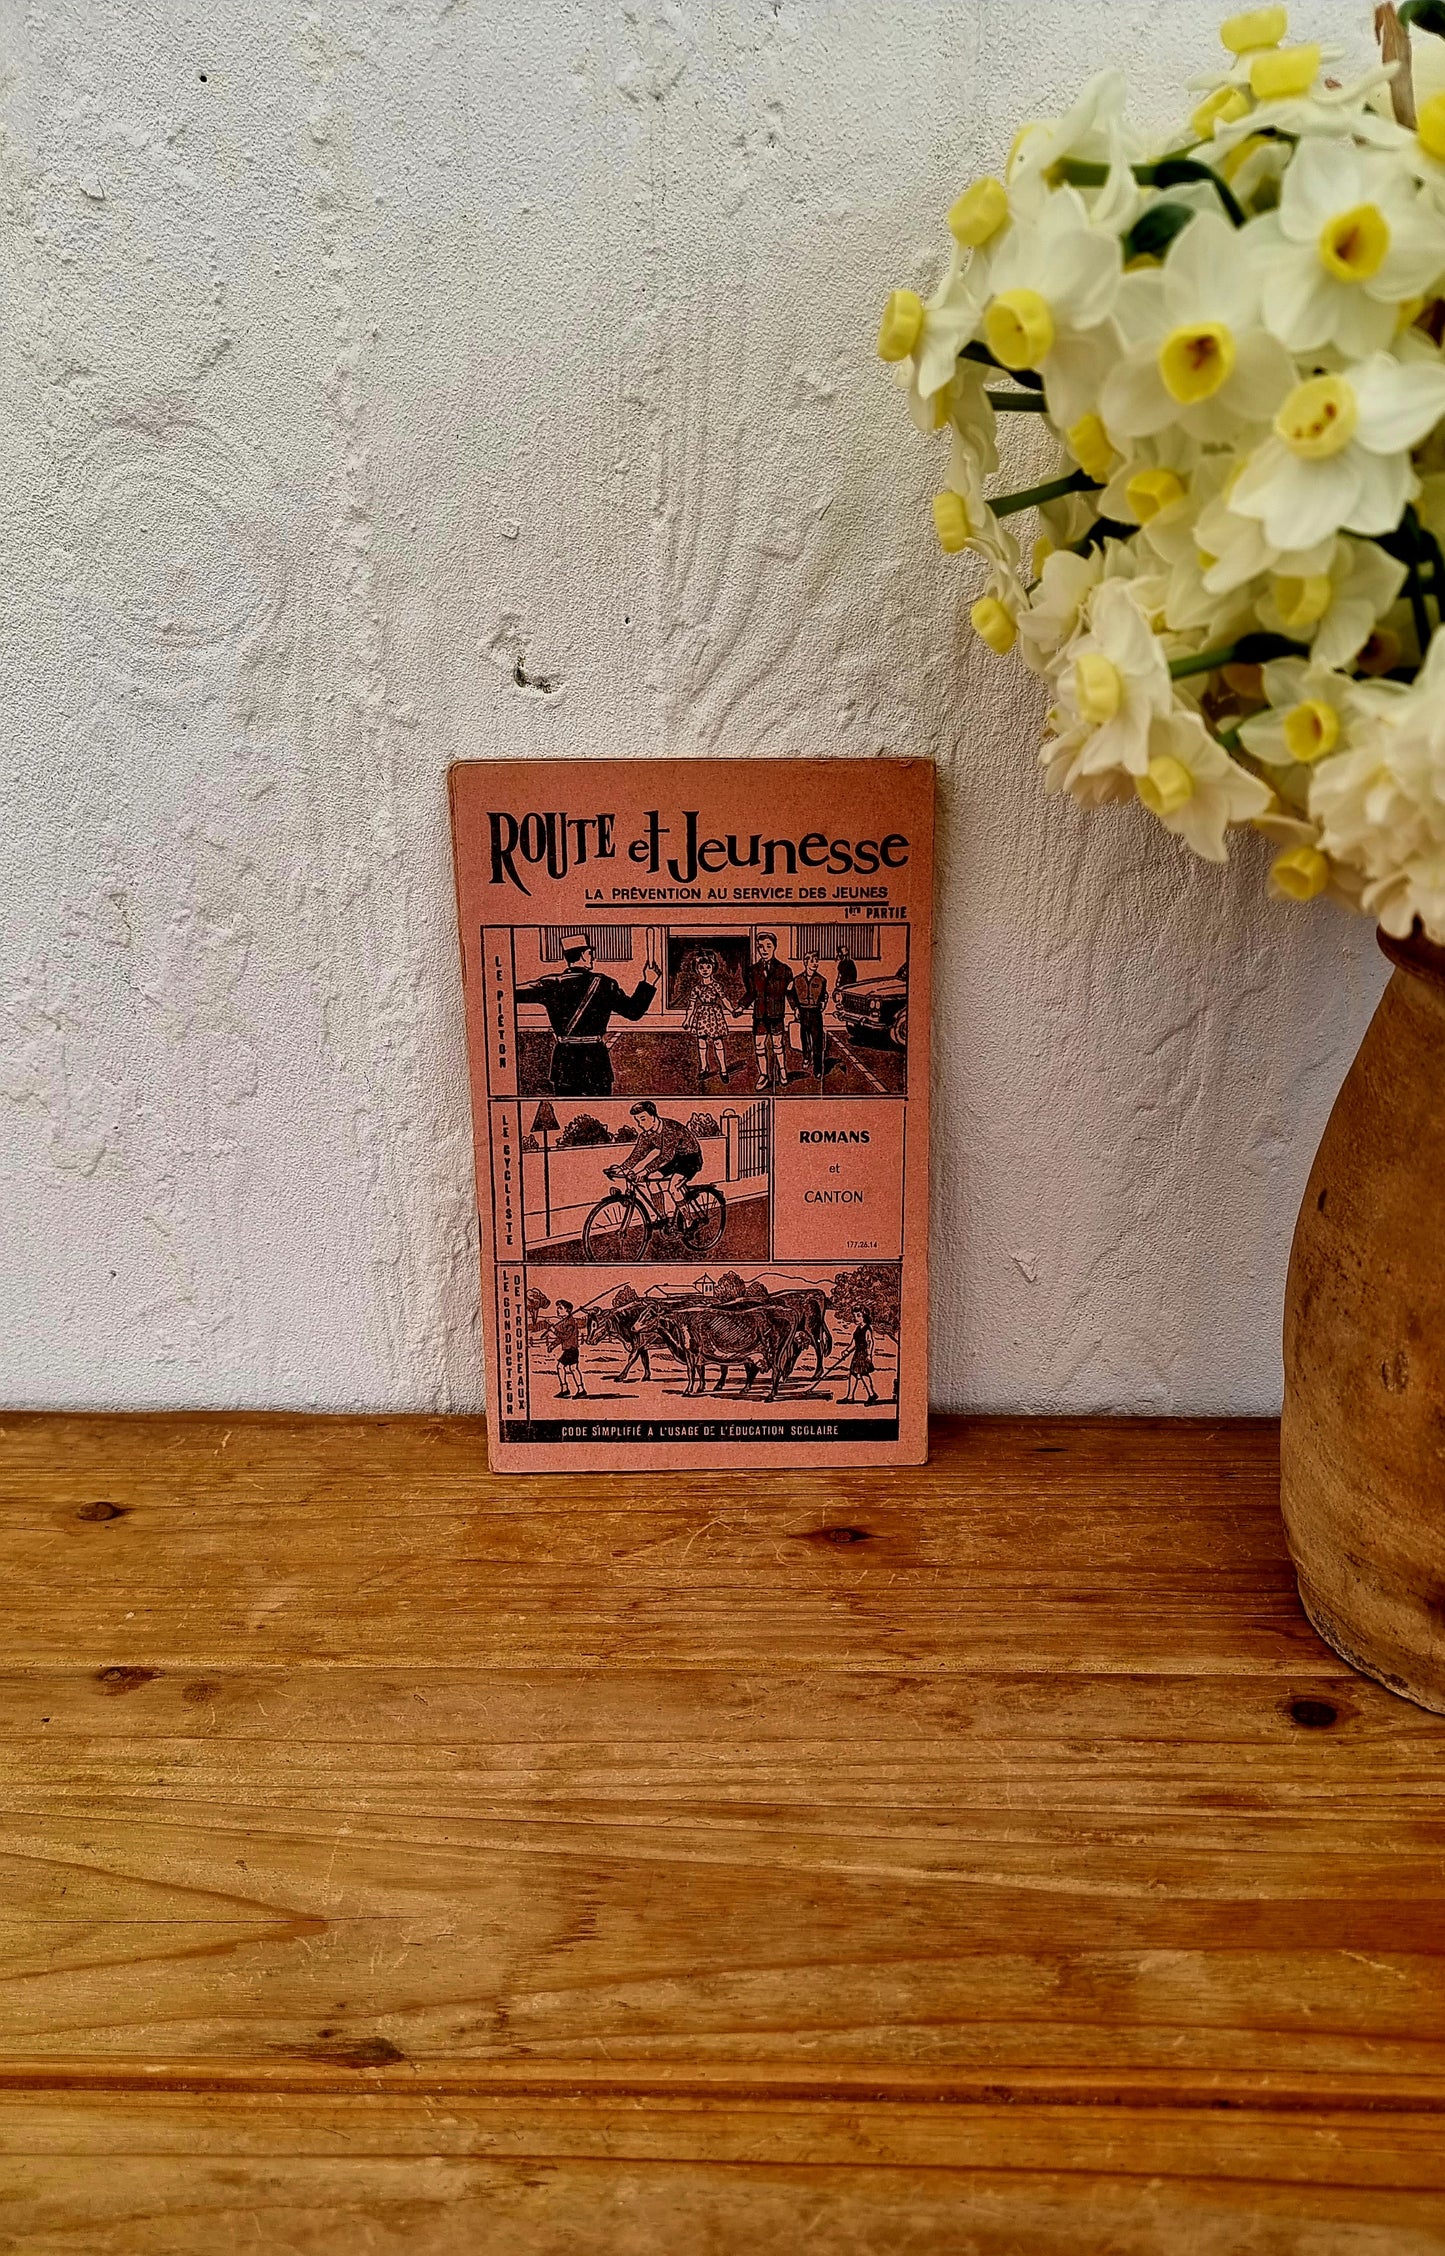 ROUTE et Jeunesse
LA PRÉVENTION AU SERVICE DES JEUNES
1ère PARTIE
LE PIÉTON
LE CYCLISTE
ROMANS
et
CANTON
177.26.14
LE CONDUCTEUR
DE TROUPEAUX
CODE SIMPLIFIÉ A L'USAGE DE L'ÉDUCATION SCOLAIRE